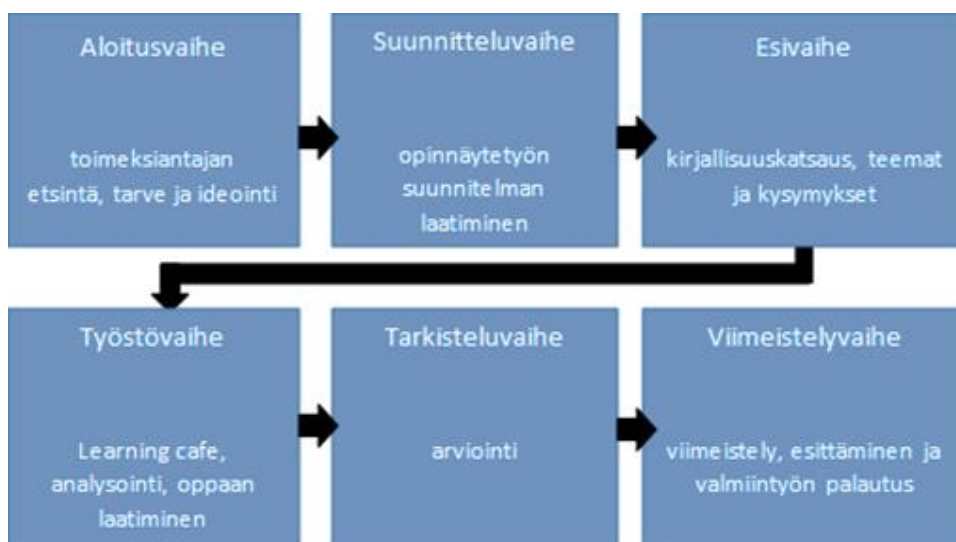 Aloitusvaihe
toimeksiantajan
etsintä, tarve ja ideointi
Suunnitteluvaihe
opinnäytetyön
suunnitelman
laatiminen
Esivaihe
kirjallisuuskatsaus, teemat
ja kysymykset
Työstövaihe
Learning cafe,
analysointi, oppaan
laatiminen
Tarkisteluvaihe
arviointi
Viimeistelyvaihe
viimeistely, esittäminen ja
valmiintyön palautus